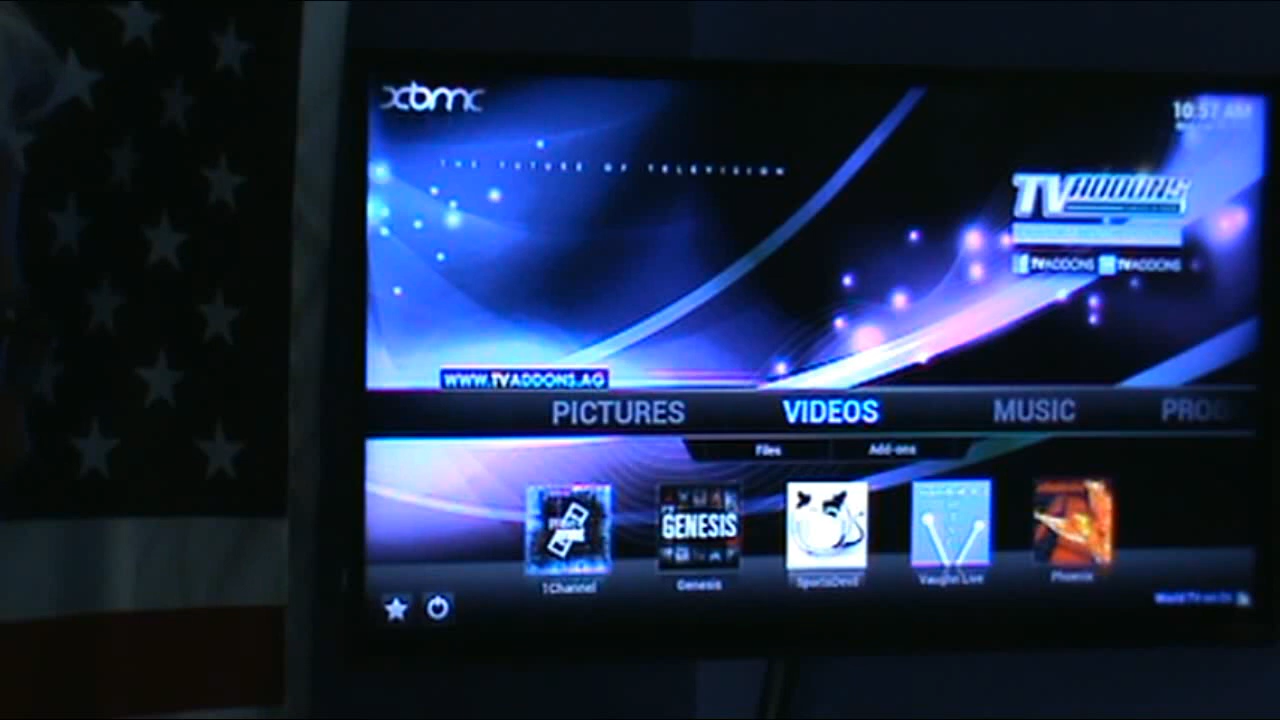 xbmc
10:57 AM
THE FUTURE OF TELEVISION
TVADDONS
TVADDONS TVADDONS
WWW.TVADDONS.AG
PICTURES VIDEOS MUSIC PROG
Files Add-ons
GENESIS
1Channel Genesis SportsDevil Vaughn Live Phoenix